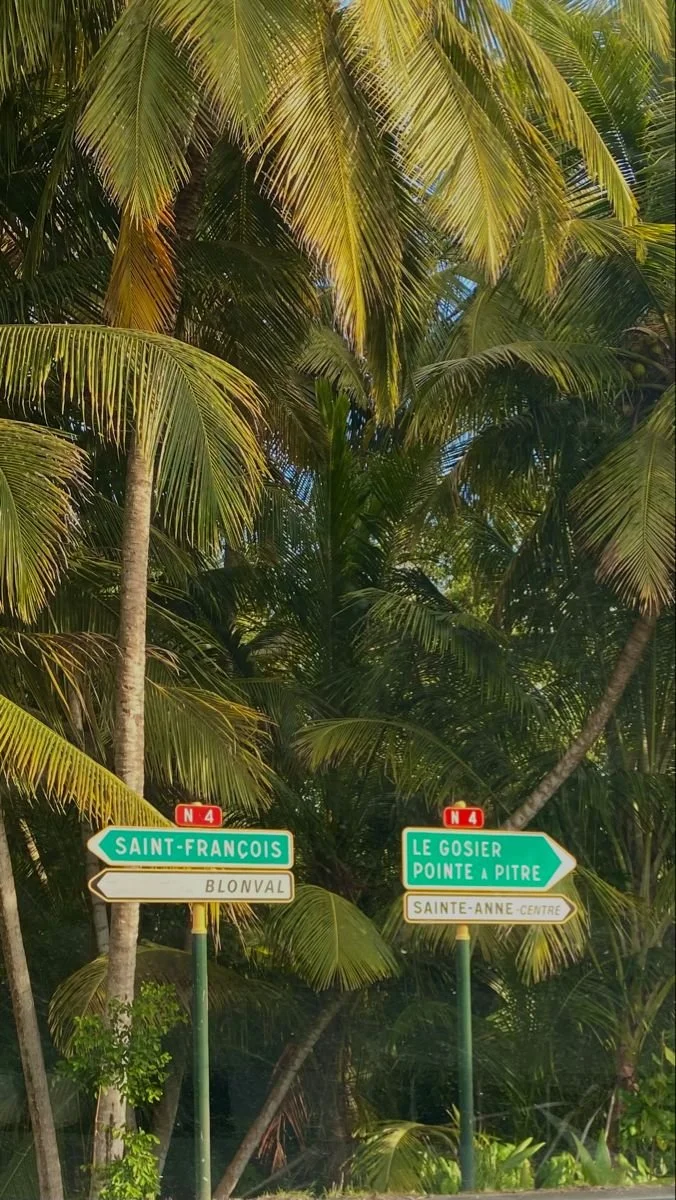 N 4
SAINT-FRANÇOIS
BLONVAL
N 4
LE GOSIER
POINTE À PITRE
SAINTE-ANNE-CENTRE